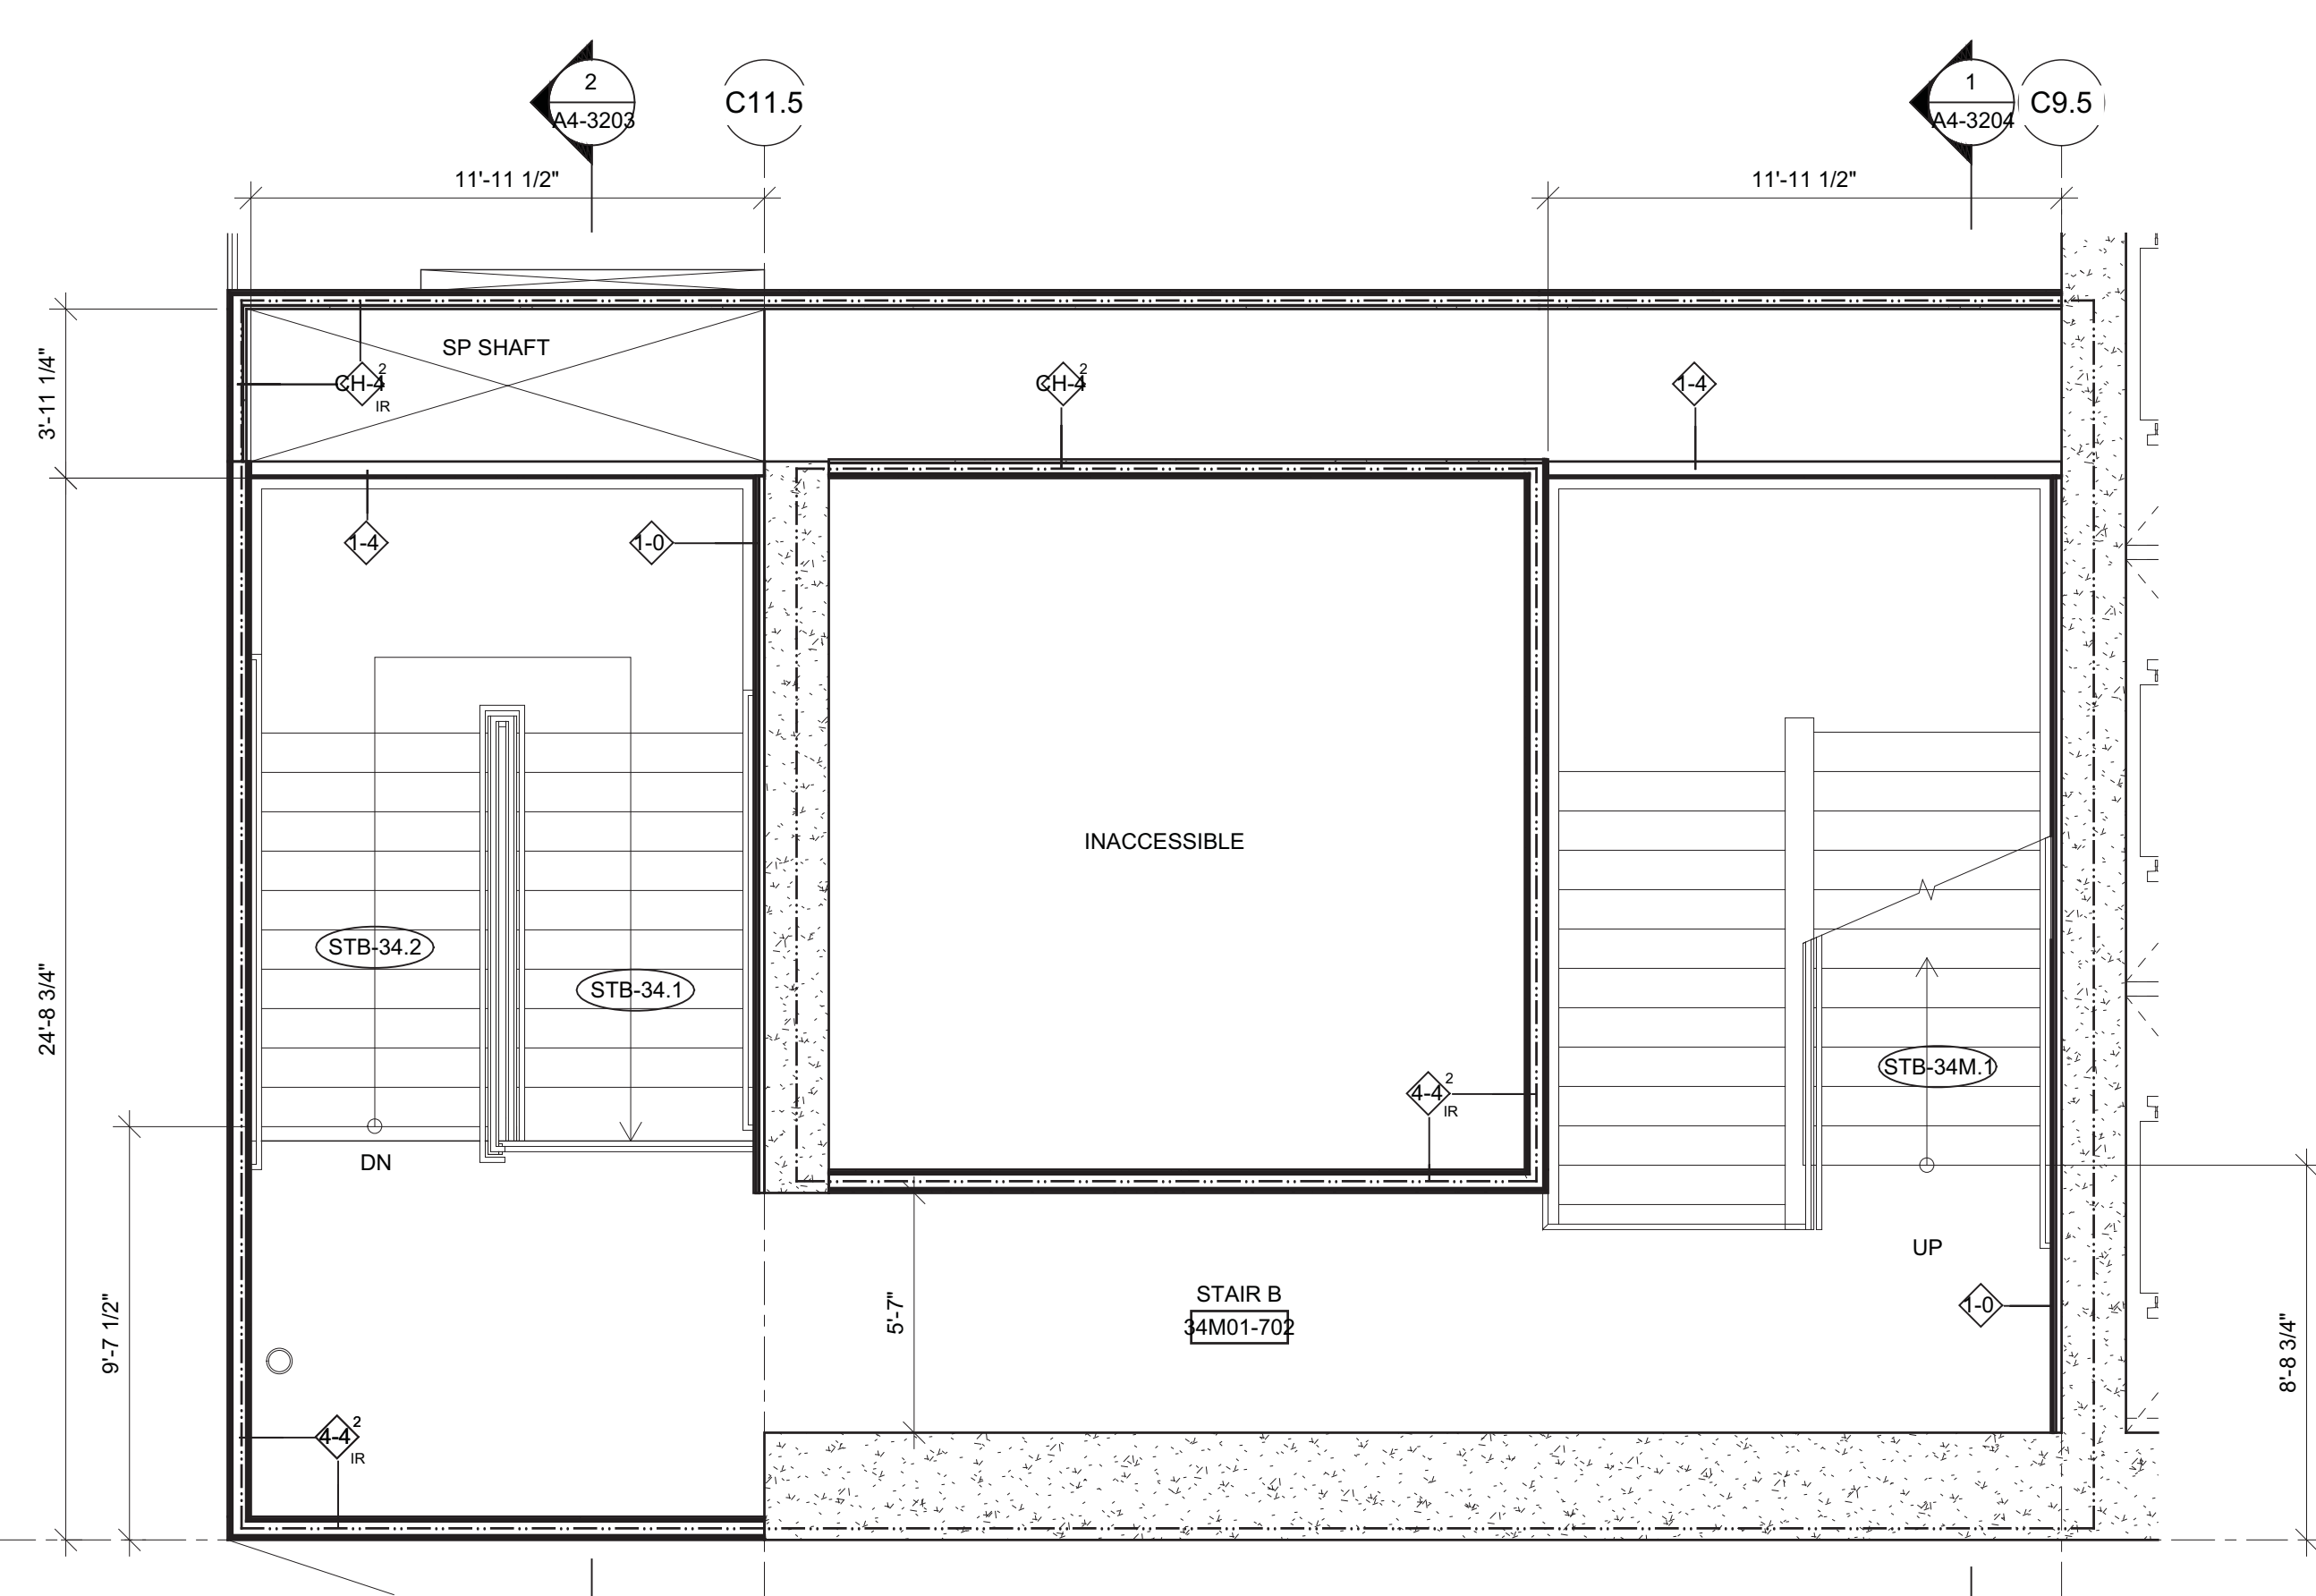 2
A4-3203
C11.5
1
A4-3204
C9.5
11'-11 1/2"
11'-11 1/2"
3'-11 1/4"
SP SHAFT
CH-4
2
IR
CH-4
2
1-4
1-4
1-0
INACCESSIBLE
STB-34.2
STB-34.1
24'-8 3/4"
STB-34M.1
4-4
2
IR
DN
UP
STAIR B
34M01-702
5'-7"
1-0
9'-7 1/2"
8'-8 3/4"
4-4
2
IR